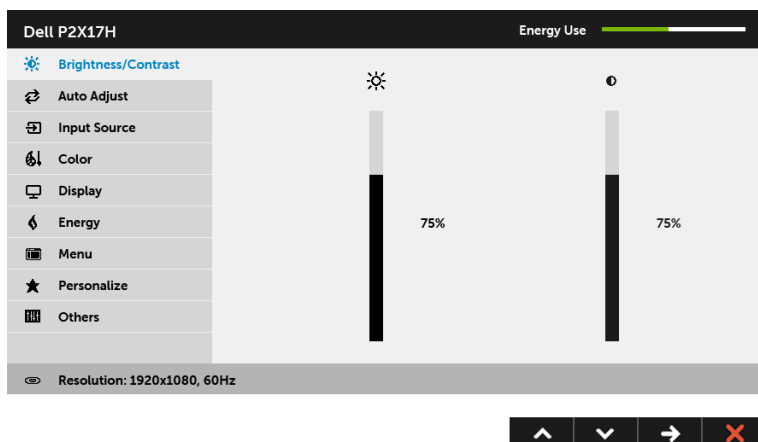 Dell P2X17H
Energy Use
Brightness/Contrast
Auto Adjust
Input Source
Color
Display
Energy
Menu
Personalize
Others
75%
75%
Resolution: 1920x1080, 60Hz